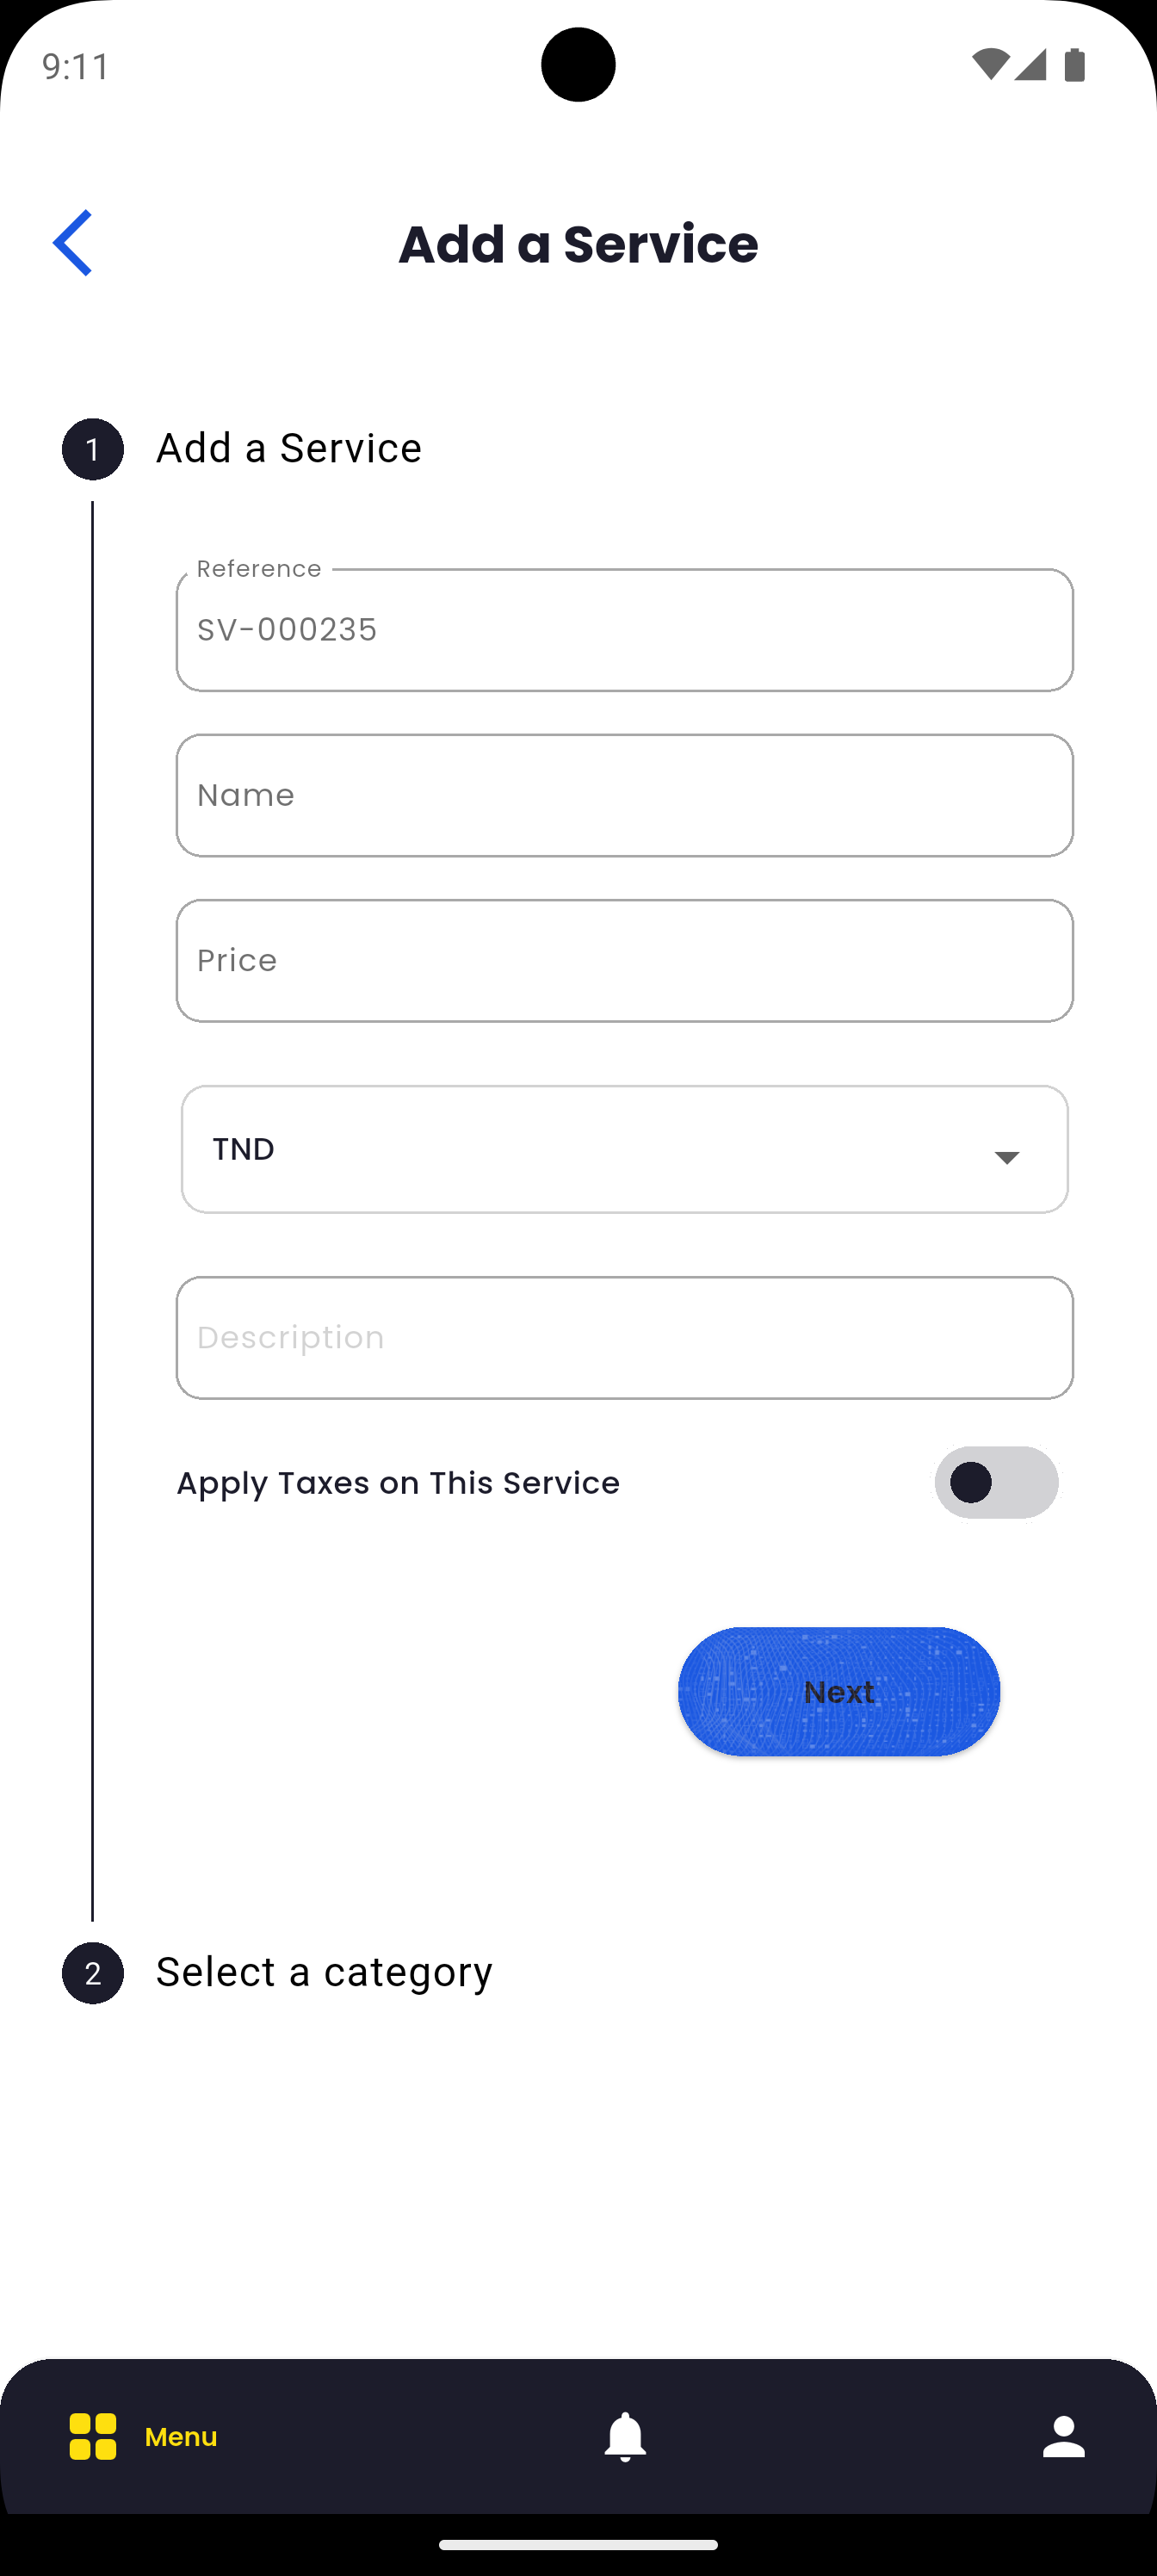 9:11
Add a Service
1 Add a Service
Reference
SV-000235
Name
Price
TND
Description
Apply Taxes on This Service
Next
2 Select a category
Menu